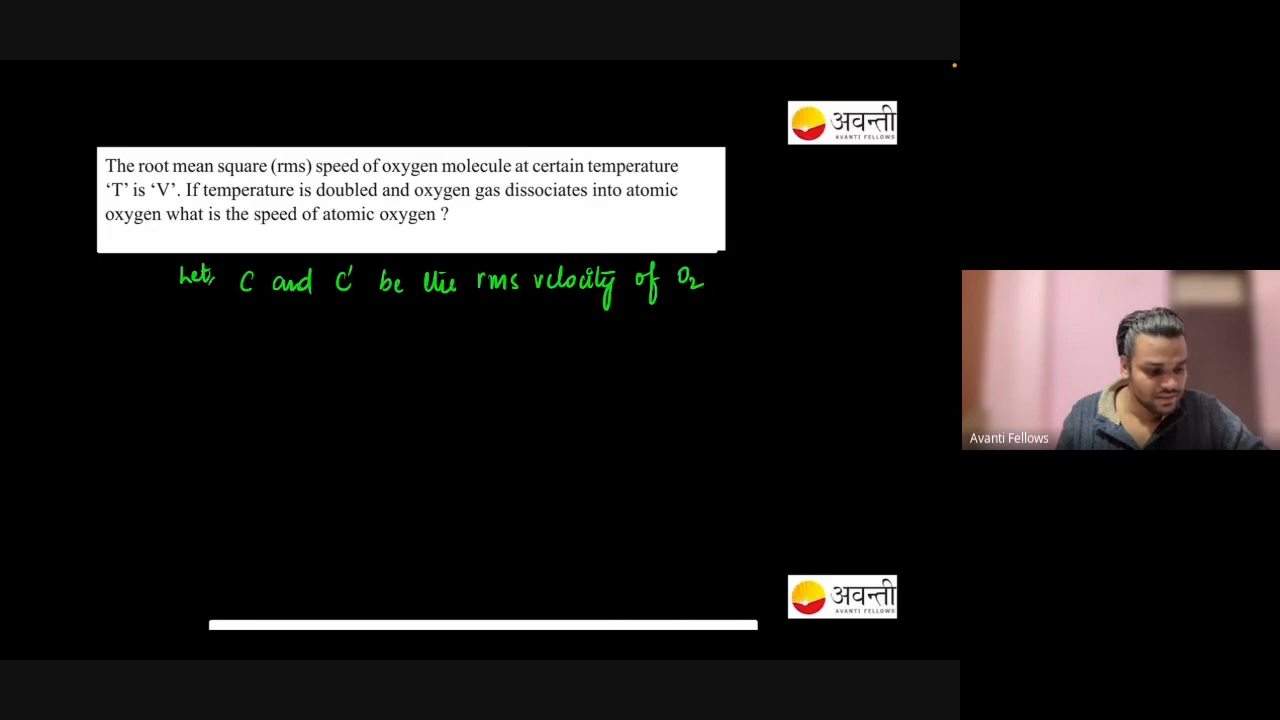 अवन्ती
AVANTI FELLOWS
The root mean square (rms) speed of oxygen molecule at certain temperature
‘T’ is ‘V’. If temperature is doubled and oxygen gas dissociates into atomic
oxygen what is the speed of atomic oxygen ?
Let, C and C' be the rms velocity of O₂
Avanti Fellows
अवन्ती
AVANTI FELLOWS